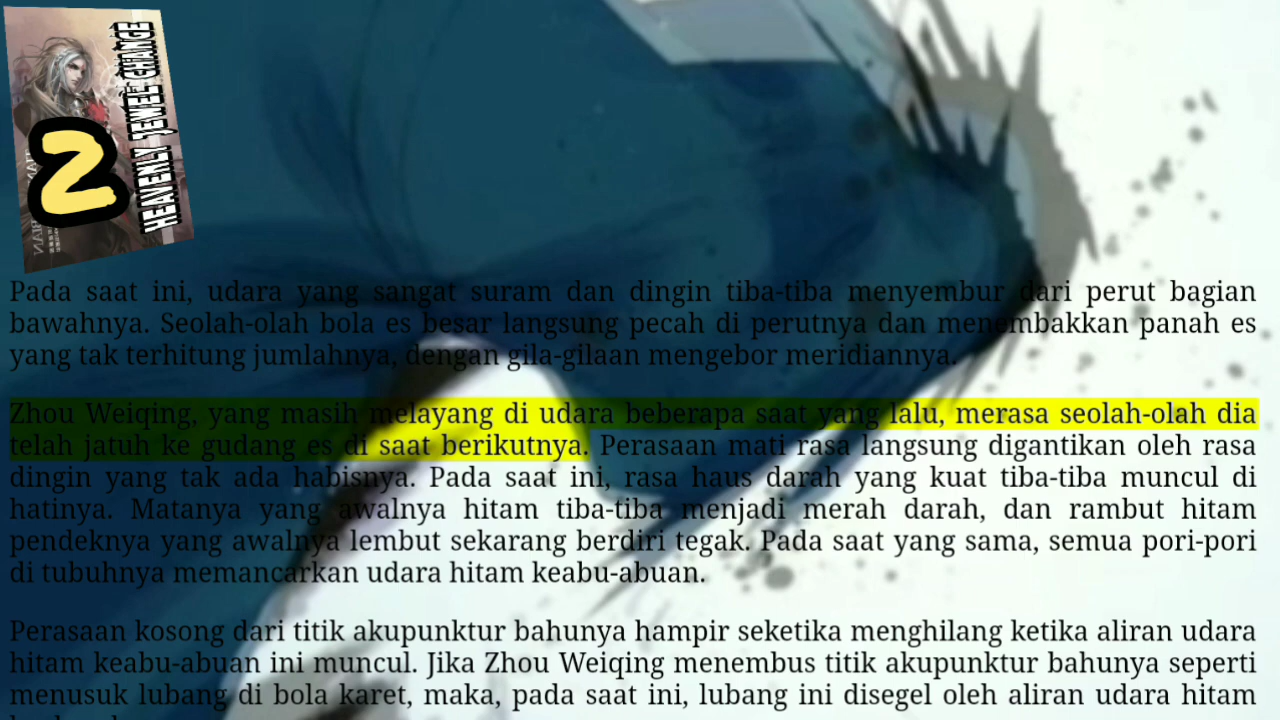 HEAVENLY JEWEL CHANGE
2
Pada saat ini, udara yang sangat suram dan dingin tiba-tiba menyembur dari perut bagian
bawahnya. Seolah-olah bola es besar langsung pecah di perutnya dan menembakkan panah es
yang tak terhitung jumlahnya, dengan gila-gilaan mengebor meridiannya.
Zhou Weiqing, yang masih melayang di udara beberapa saat yang lalu, merasa seolah-olah dia
telah jatuh ke gudang es di saat berikutnya. Perasaan mati rasa langsung digantikan oleh rasa
dingin yang tak ada habisnya. Pada saat ini, rasa haus darah yang kuat tiba-tiba muncul di
hatinya. Matanya yang awalnya hitam tiba-tiba menjadi merah darah, dan rambut hitam
pendeknya yang awalnya lembut sekarang berdiri tegak. Pada saat yang sama, semua pori-pori
di tubuhnya memancarkan udara hitam keabu-abuan.
Perasaan kosong dari titik akupunktur bahunya hampir seketika menghilang ketika aliran udara
hitam keabu-abuan ini muncul. Jika Zhou Weiqing menembus titik akupunktur bahunya seperti
menusuk lubang di bola karet, maka, pada saat ini, lubang ini disegel oleh aliran udara hitam